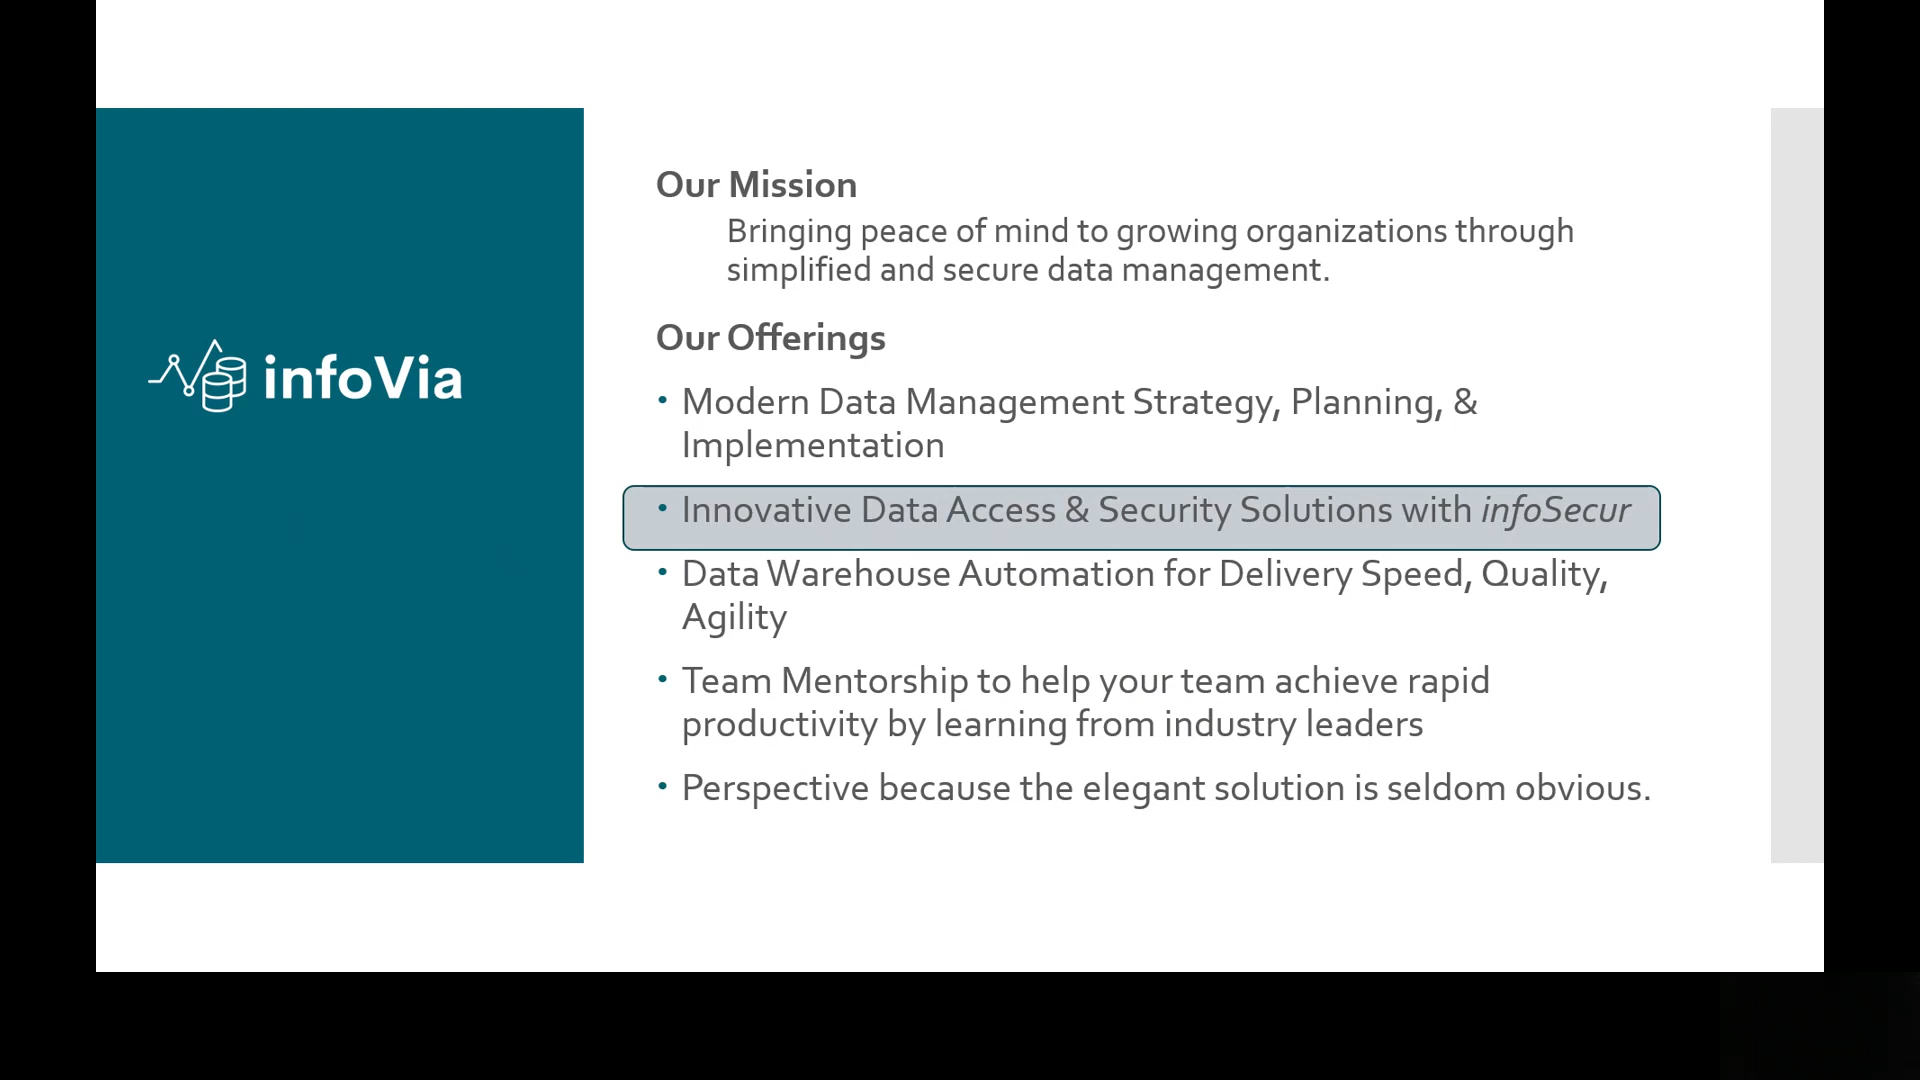 infoVia
Our Mission
Bringing peace of mind to growing organizations through
simplified and secure data management.
Our Offerings
• Modern Data Management Strategy, Planning, &
Implementation
• Innovative Data Access & Security Solutions with infoSecur
• Data Warehouse Automation for Delivery Speed, Quality,
Agility
• Team Mentorship to help your team achieve rapid
productivity by learning from industry leaders
• Perspective because the elegant solution is seldom obvious.